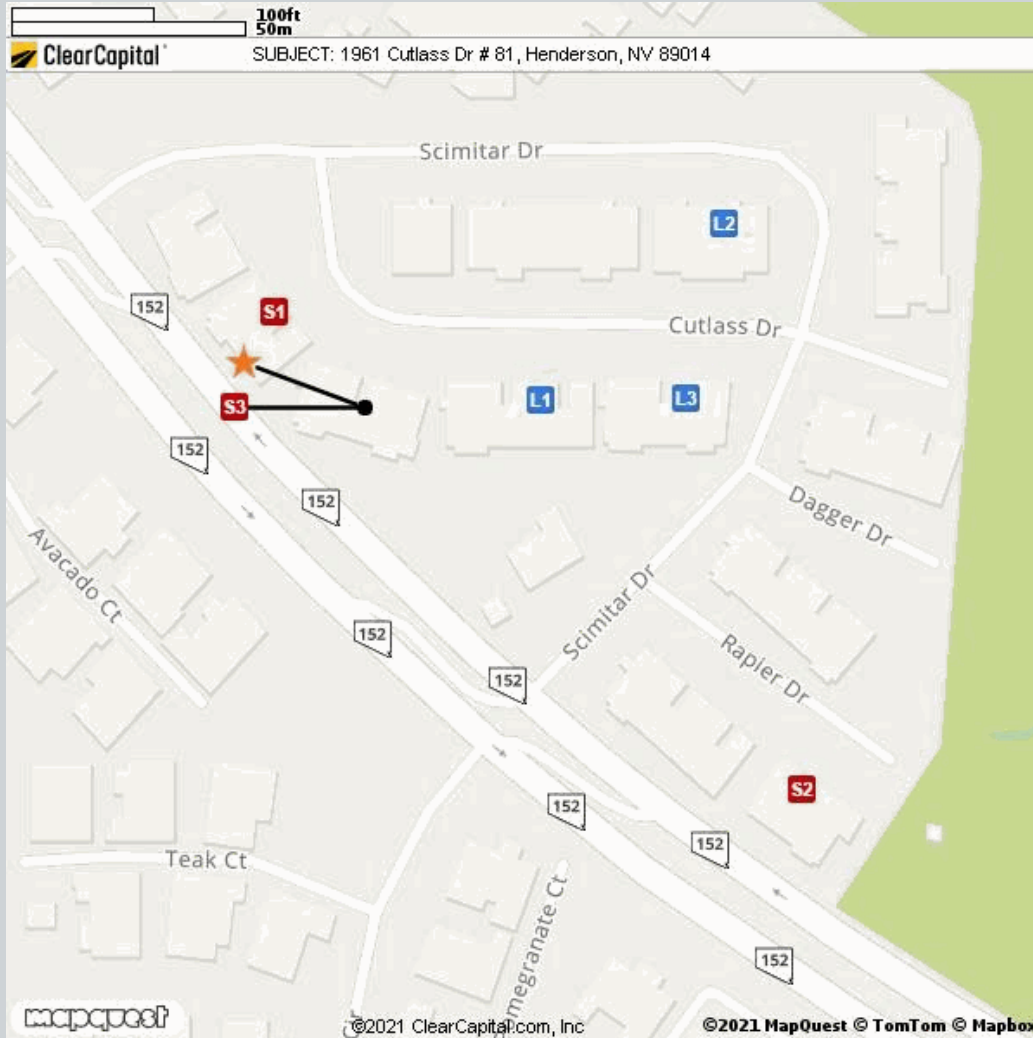 100ft
50m
ClearCapital
SUBJECT: 1961 Cutlass Dr # 81, Henderson, NV 89014
Scimitar Dr
L2
152
S1
Cutlass Dr
S3
L1
L3
152
152
Dagger Dr
Avacado Ct
Scimitar Dr
152
Rapier Dr
152
S2
152
152
Teak Ct
megranate Ct
152
mapquest
©2021 ClearCapital.com, Inc
©2021 MapQuest © TomTom © Mapbox